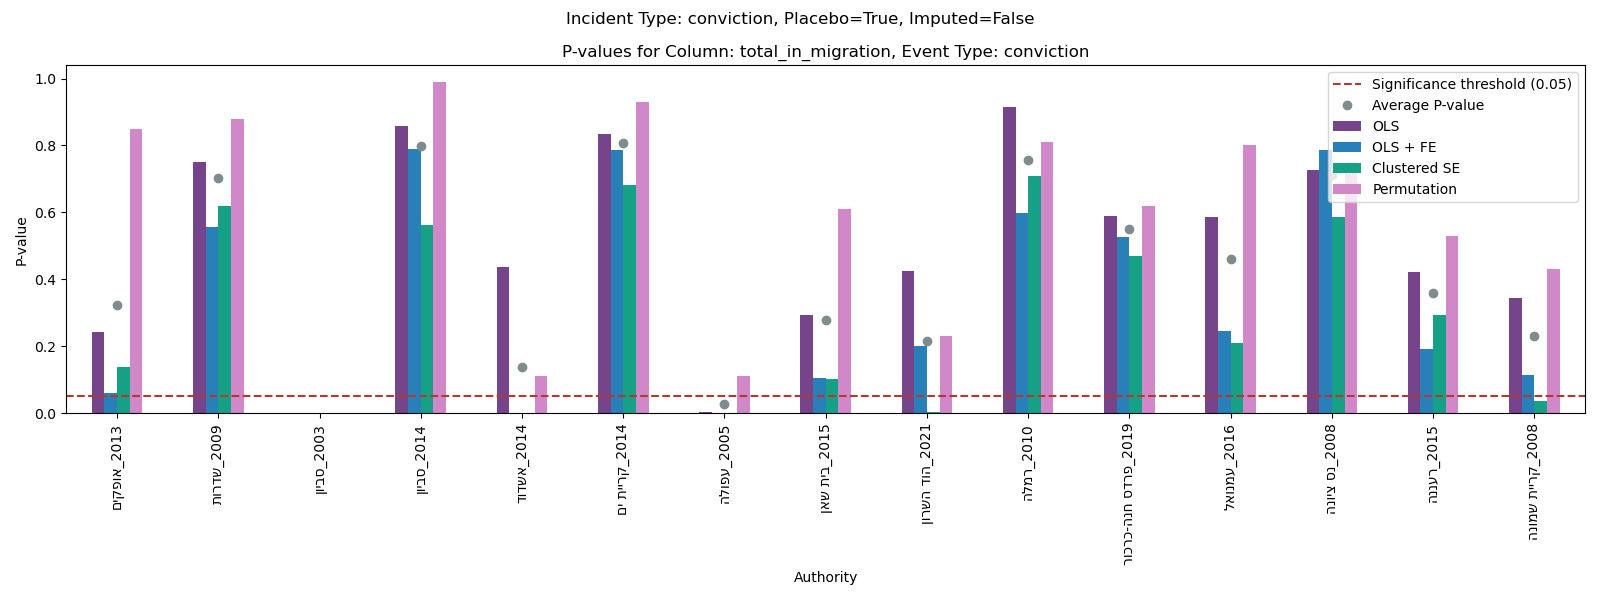 Incident Type: conviction, Placebo=True, Imputed=False
P-values for Column: total_in_migration, Event Type: conviction
P-value
1.0
0.8
0.6
0.4
0.2
0.0
Significance threshold (0.05)
Average P-value
OLS
OLS + FE
Clustered SE
Permutation
אופקים_2013
שדרות_2009
סביון_2003
סביון_2014
אשדוד_2014
קריית ים_2014
עפולה_2005
בית שאן_2015
הוד השרון_2021
רמלה_2010
פרדס חנה-כרכור_2019
עמנואל_2016
נס ציונה_2008
רעננה_2015
קריית שמונה_2008
Authority